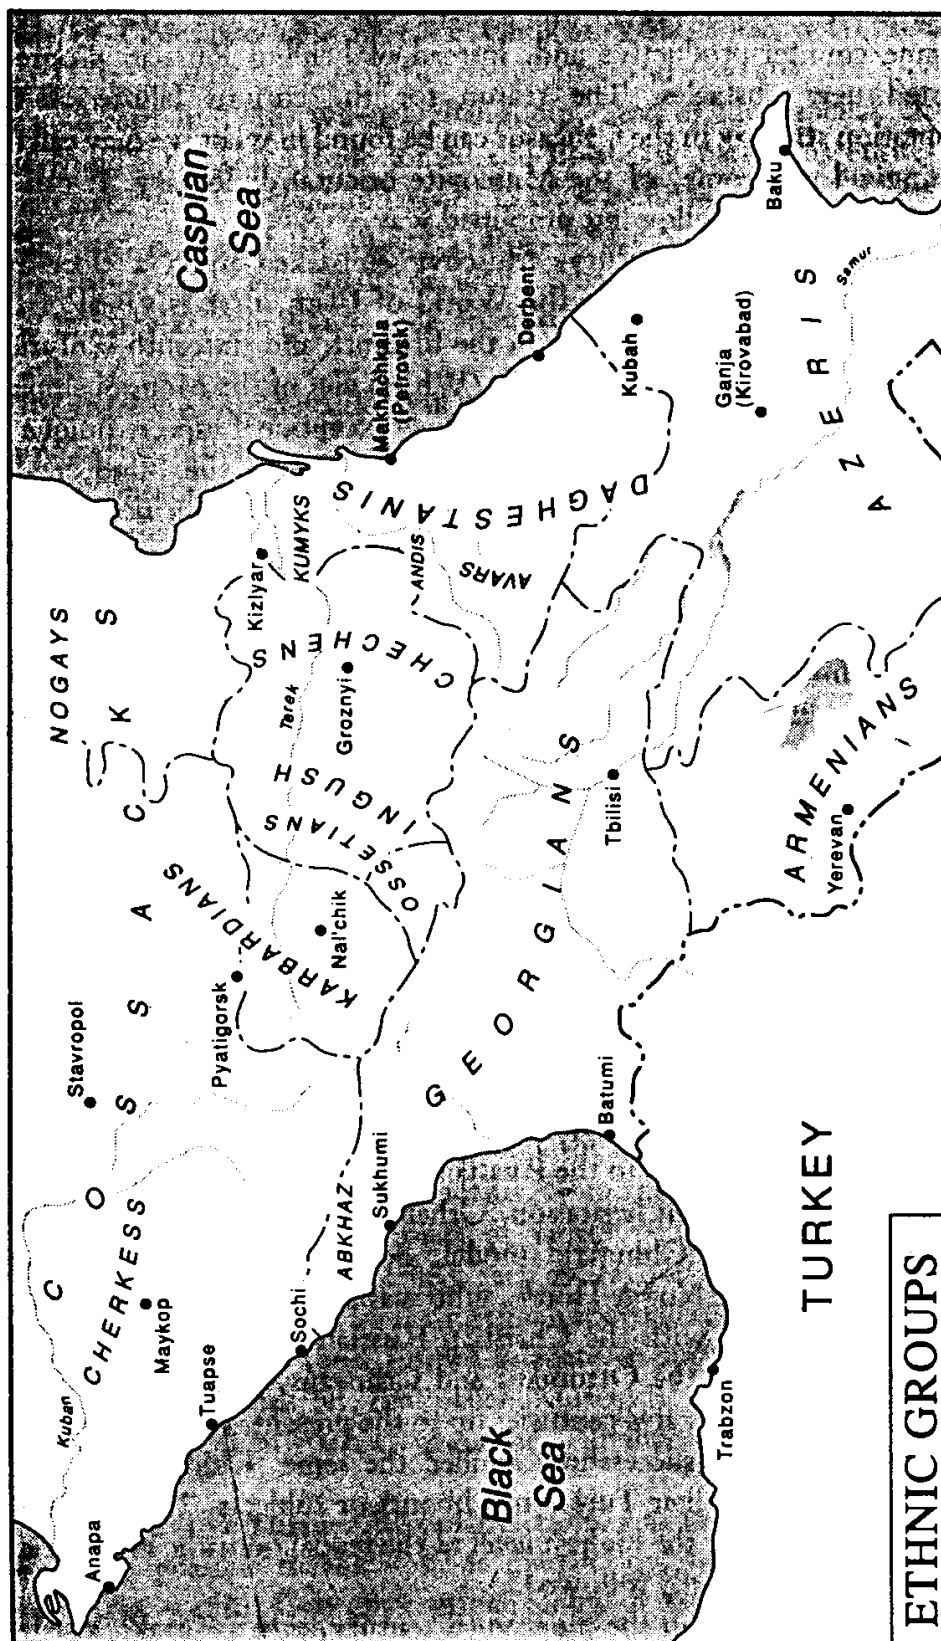 Caspian
Sea
NOGAYS
COSSACKS
Stavropol
Kuban
CHERKESS
Maykop
Anapa
Tuapse
Sochi
ABKHAZ
Sukhumi
Pyatigorsk
KARBARDIANS
Nal'chik
OSSETIANS
INGUSH
Terek
CHECHENS
Groznyi
Kizlyar
KUMYKS
Makhachkala
(Petrovsk)
ANDIS
AVARS
DAGHESTANIS
Derbent
Kubah
Baku
Samur
Ganja
(Kirovabad)
AZERIS
GEORGIANS
Tbilisi
Batumi
ARMENIANS
Yerevan
Black
Sea
Trabzon
TURKEY
ETHNIC GROUPS